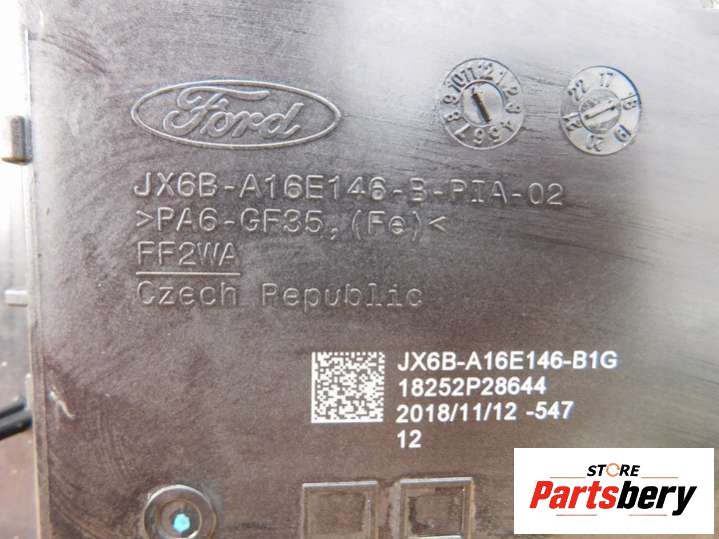 Ford
JX6B-A16E146-B-PIA-02
>PA6-GF35,(Fe)<
FF2WA
Czech Republic
JX6B-A16E146-B1G
18252P28644
2018/11/12 -547
12
STORE
Partsbery